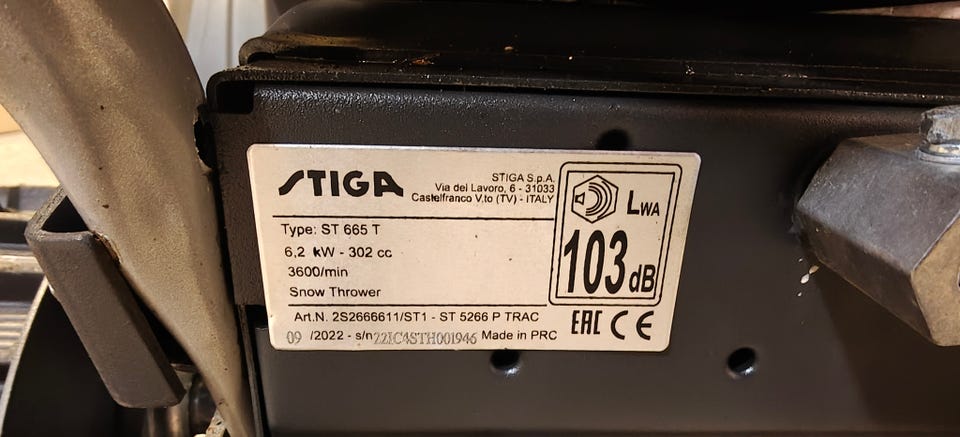 STIGA
STIGA S.p.A.
Via del Lavoro, 6 - 31033
Castelfranco V.to (TV) - ITALY
Type: ST 665 T
6,2 kW - 302 cc
3600/min
Snow Thrower
LWA
103 dB
Art.N. 2S2666611/ST1 - ST 5266 P TRAC
09 /2022 - s/n 22IC4STH001946 Made in PRC
EAC CE